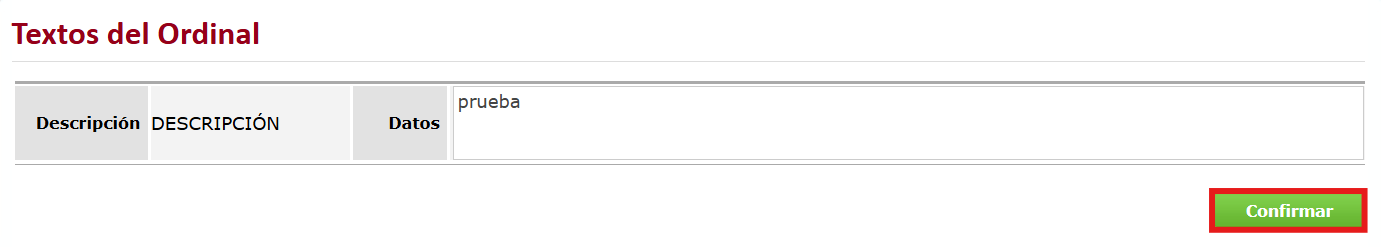 Textos del Ordinal
Descripción DESCRIPCIÓN Datos prueba
Confirmar